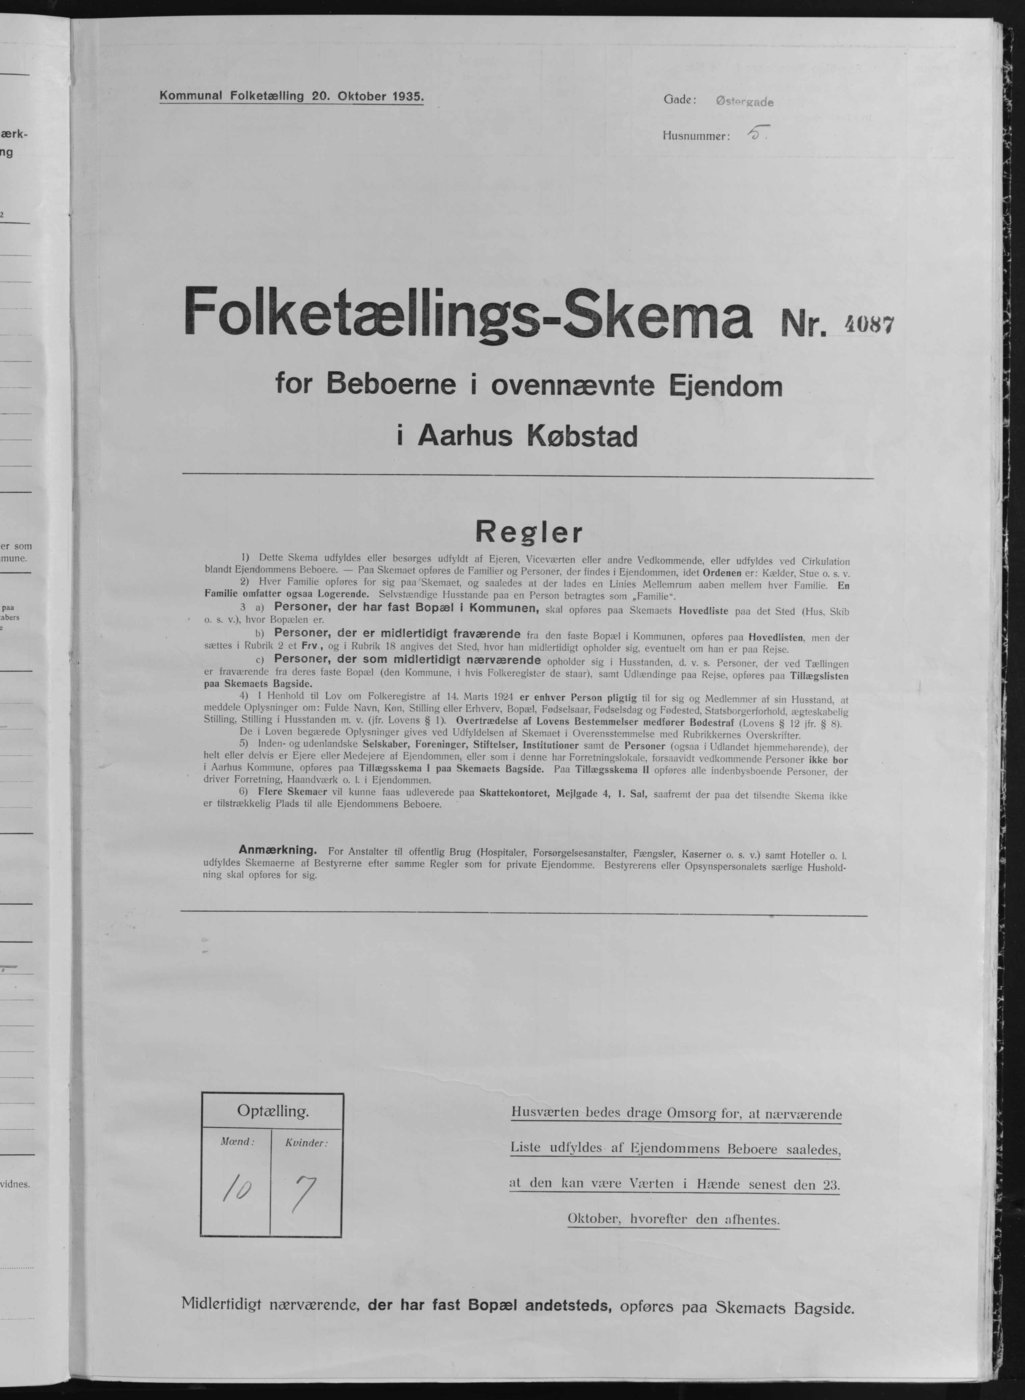 Kommunal Folketælling 20. Oktober 1935.
Gade: Østergade
Husnummer: 5.
Folketællings-Skema Nr. 4087
for Beboerne i ovennævnte Ejendom
i Aarhus Købstad
Regler
1) Dette Skema udfyldes eller besørges udfyldt af Ejeren, Viceværten eller andre Vedkommende, eller udfyldes ved Cirkulation
blandt Ejendommens Beboere. — Paa Skemaet opføres de Familier og Personer, der findes i Ejendommen, idet Ordenen er: Kælder, Stue o. s. v.
2) Hver Familie opføres for sig paa Skemaet, og saaledes at der lades en Linies Mellemrum aaben mellem hver Familie. En
Familie omfatter ogsaa Logerende. Selvstændige Husstande paa en Person betragtes som „Familie“.
3 a) Personer, der har fast Bopæl i Kommunen, skal opføres paa Skemaets Hovedliste paa det Sted (Hus, Skib
o. s. v.), hvor Bopælen er.
b) Personer, der er midlertidigt fraværende fra den faste Bopæl i Kommunen, opføres paa Hovedlisten, men der
sættes i Rubrik 2 et Frv., og i Rubrik 18 angives det Sted, hvor han midlertidigt opholder sig, eventuelt om han er paa Rejse.
c) Personer, der som midlertidigt nærværende opholder sig i Husstanden, d. v. s. Personer, der ved Tællingen
er fraværende fra deres faste Bopæl (den Kommune, i hvis Folkeregister de staar), samt Udlændinge paa Rejse, opføres paa Tillægslisten
paa Skemaets Bagside.
4) I Henhold til Lov om Folkeregistre af 14. Marts 1924 er enhver Person pligtig til for sig og Medlemmer af sin Husstand, at
meddele Oplysninger om: Fulde Navn, Køn, Stilling eller Erhverv, Bopæl, Fødselsaar, Fødselsdag og Fødested, Statsborgerforhold, ægteskabelig
Stilling, Stilling i Husstanden m. v. (jfr. Lovens § 1). Overtrædelse af Lovens Bestemmelser medfører Bødestraf (Lovens § 12 jfr. § 8).
De i Loven begærede Oplysninger gives ved Udfyldelsen af Skemaet i Overensstemmelse med Rubrikkernes Overskrifter.
5) Inden- og udenlandske Selskaber, Foreninger, Stiftelser, Institutioner samt de Personer (ogsaa i Udlandet hjemmehørende), der
helt eller delvis er Ejere eller Medejere af Ejendommen, eller som i denne har Forretningslokale, forsaavidt vedkommende Personer ikke bor
i Aarhus Kommune, opføres paa Tillægsskema I paa Skemaets Bagside. Paa Tillægsskema II opføres alle indenbysboende Personer, der
driver Forretning, Haandværk o. l. i Ejendommen.
6) Flere Skemaer vil kunne faas udleverede paa Skattekontoret, Mejlgade 4, 1. Sal, saafremt der paa det tilsendte Skema ikke
er tilstrækkelig Plads til alle Ejendommens Beboere.
Anmærkning. For Anstalter til offentlig Brug (Hospitaler, Forsørgelsesanstalter, Fængsler, Kaserner o. s. v.) samt Hoteller o. l.
udfyldes Skemaerne af Bestyrerne efter samme Regler som for private Ejendomme. Bestyrerens eller Opsynspersonalets særlige Hushold-
ning skal opføres for sig.
Optælling.
Mænd: Kvinder:
10 7
Husværten bedes drage Omsorg for, at nærværende
Liste udfyldes af Ejendommens Beboere saaledes,
at den kan være Værten i Hænde senest den 23.
Oktober, hvorefter den afhentes.
Midlertidigt nærværende, der har fast Bopæl andetsteds, opføres paa Skemaets Bagside.
ærk-
ng
2
er som
mune.
paa
abers
vidnes.